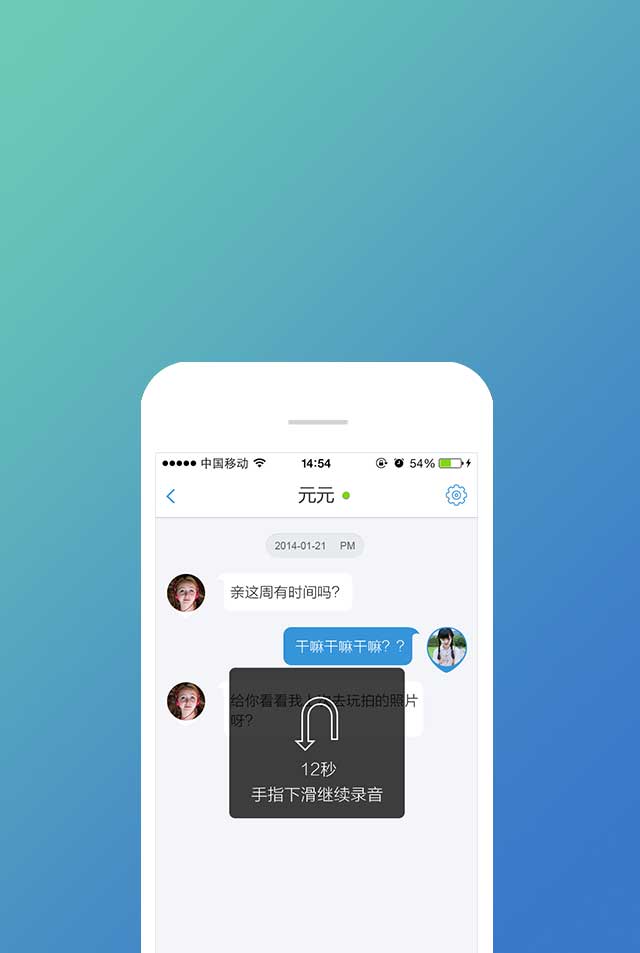 中国移动 14:54 54%
元元
2014-01-21 PM
亲这周有时间吗?
干嘛干嘛干嘛? ?
给你看看我上次去玩拍的照片
呀?
12秒
手指下滑继续录音